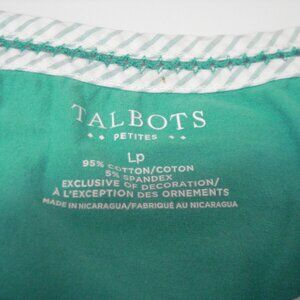 TALBOTS
PETITES
Lp
95% COTTON/COTON
5% SPANDEX
EXCLUSIVE OF DECORATION/
À L'EXCEPTION DES ORNEMENTS
MADE IN NICARAGUA/FABRIQUÉ AU NICARAGUA